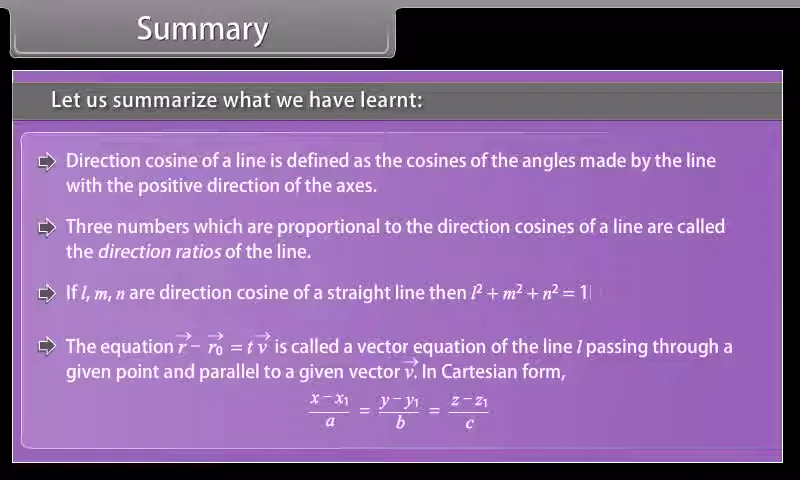 Summary
Let us summarize what we have learnt:
Direction cosine of a line is defined as the cosines of the angles made by the line
with the positive direction of the axes.
Three numbers which are proportional to the direction cosines of a line are called
the direction ratios of the line.
If l, m, n are direction cosine of a straight line then l² + m² + n² = 1
The equation r⃗ − r₀⃗ = t v⃗ is called a vector equation of the line l passing through a
given point and parallel to a given vector v⃗. In Cartesian form,
(x − x₁)/a = (y − y₁)/b = (z − z₁)/c